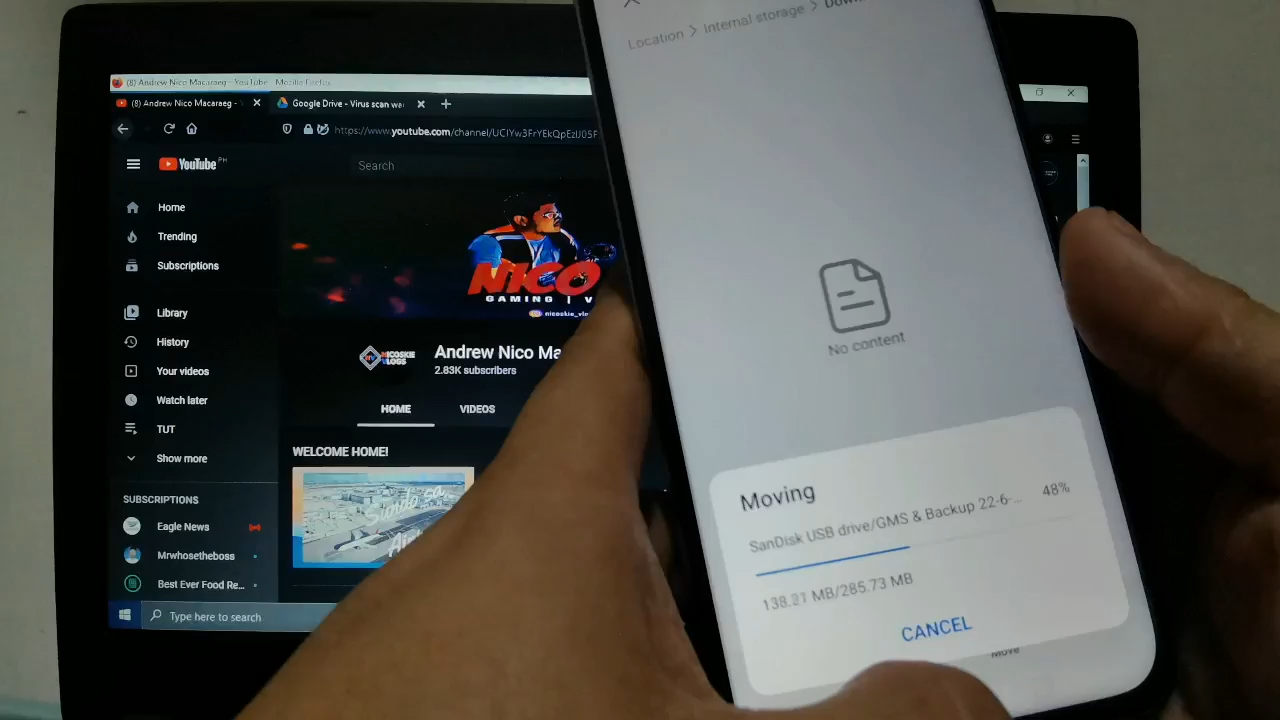 (8) Andrew Nico Macaraeg - YouTube - Mozilla Firefox
(8) Andrew Nico Macaraeg -
Google Drive - Virus scan wa
https://www.youtube.com/channel/
YouTube PH
Search
Home
Trending
Subscriptions
Library
History
Your videos
Watch later
TUT
Show more
SUBSCRIPTIONS
Eagle News
Mrwhosetheboss
Best Ever Food Re...
NICO
GAMING | V
NICOSKIE
VLOGS
Andrew Nico Ma
2.83K subscribers
HOME
VIDEOS
WELCOME HOME!
Type here to search
Location > Internal storage > Down
No content
Moving
SanDisk USB drive/GMS & Backup 22-6-...
48%
138.21 MB/285.73 MB
CANCEL
Move